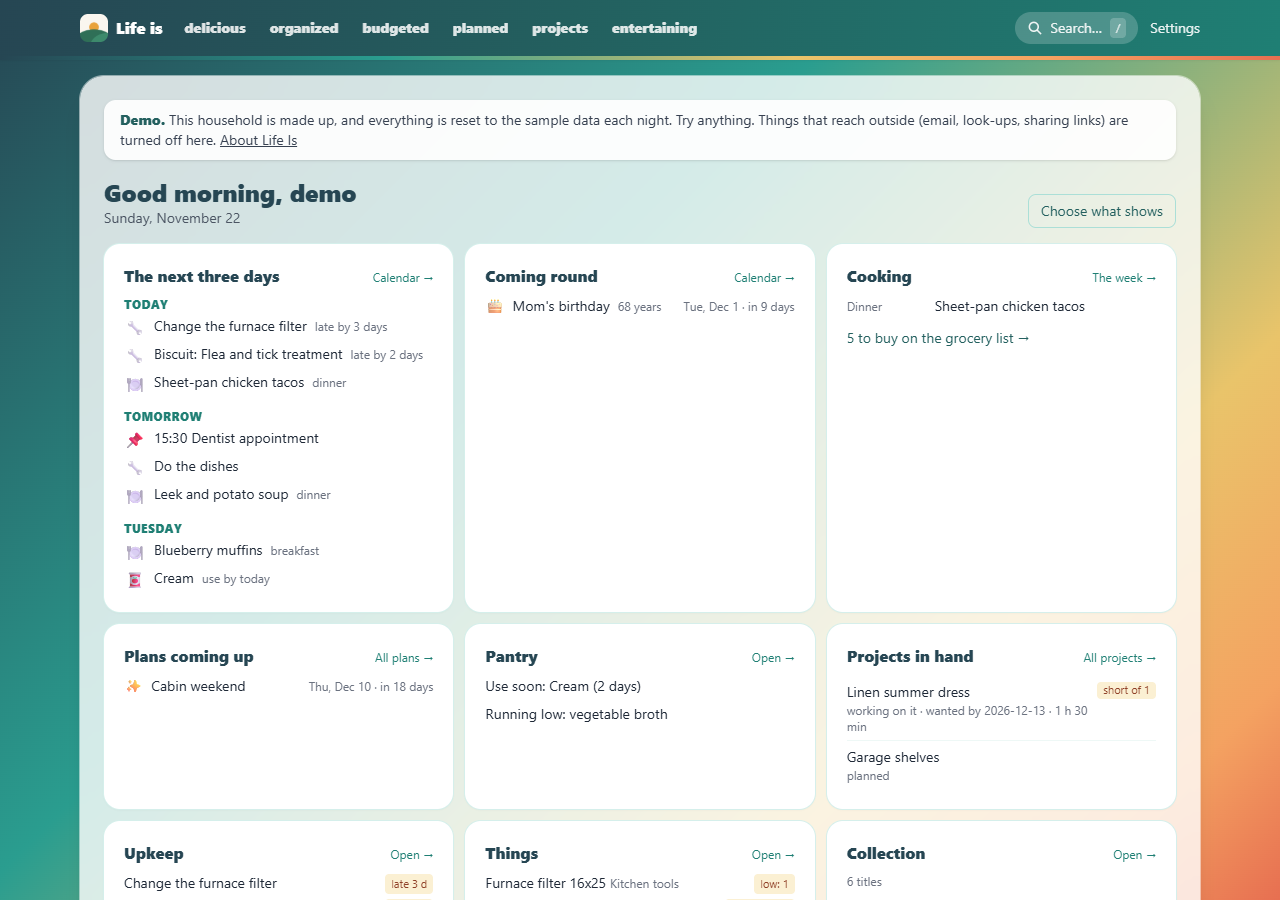 Life is
delicious
organized
budgeted
planned
projects
entertaining
Search... /
Settings
Demo. This household is made up, and everything is reset to the sample data each night. Try anything. Things that reach outside (email, look-ups, sharing links) are
turned off here. About Life Is
Good morning, demo
Sunday, November 22
Choose what shows
The next three days
Calendar →
TODAY
Change the furnace filter late by 3 days
Biscuit: Flea and tick treatment late by 2 days
Sheet-pan chicken tacos dinner
TOMORROW
15:30 Dentist appointment
Do the dishes
Leek and potato soup dinner
TUESDAY
Blueberry muffins breakfast
Cream use by today
Coming round
Calendar →
Mom's birthday 68 years Tue, Dec 1 · in 9 days
Cooking
The week →
Dinner Sheet-pan chicken tacos
5 to buy on the grocery list →
Plans coming up
All plans →
Cabin weekend Thu, Dec 10 · in 18 days
Pantry
Open →
Use soon: Cream (2 days)
Running low: vegetable broth
Projects in hand
All projects →
Linen summer dress short of 1
working on it · wanted by 2026-12-13 · 1 h 30
min
Garage shelves
planned
Upkeep
Open →
Change the furnace filter late 3 d
Things
Open →
Furnace filter 16x25 Kitchen tools low: 1
Collection
Open →
6 titles